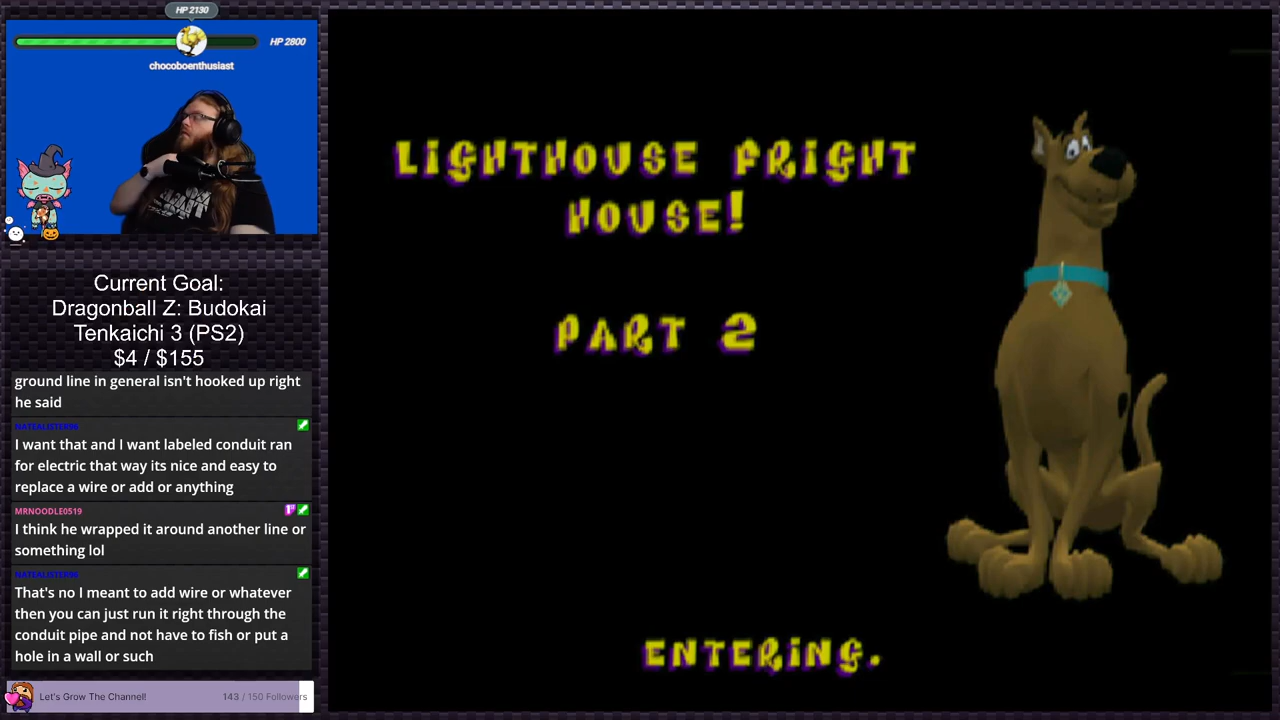 HP 2130
HP 2800
chocoboenthusiast
Current Goal:
Dragonball Z: Budokai
Tenkaichi 3 (PS2)
$4 / $155
ground line in general isn't hooked up right
he said
I want that and I want labeled conduit ran
for electric that way its nice and easy to
replace a wire or add or anything
MRNOODLE0519
I think he wrapped it around another line or
something lol
That's no I meant to add wire or whatever
then you can just run it right through the
conduit pipe and not have to fish or put a
hole in a wall or such
Let's Grow The Channel!
143 / 150 Followers
LIGHTHOUSE FRIGHT
HOUSE!
PART 2
ENTERING.